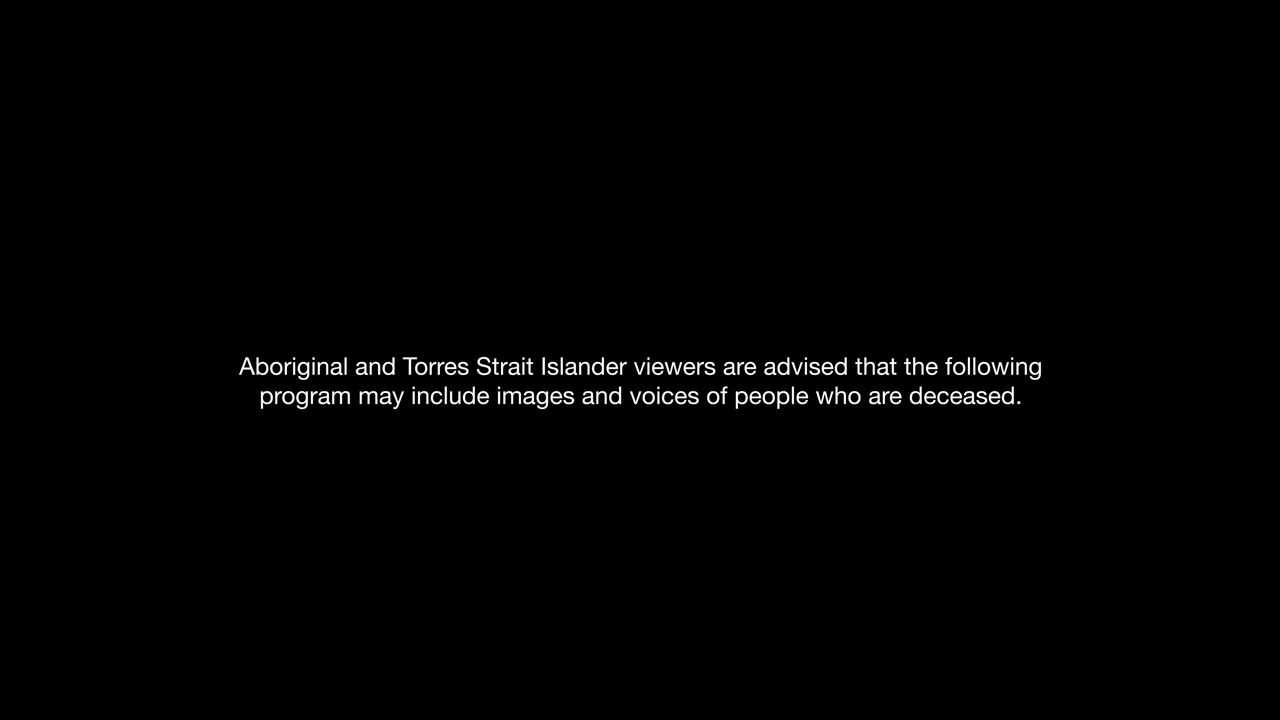 Aboriginal and Torres Strait Islander viewers are advised that the following
program may include images and voices of people who are deceased.